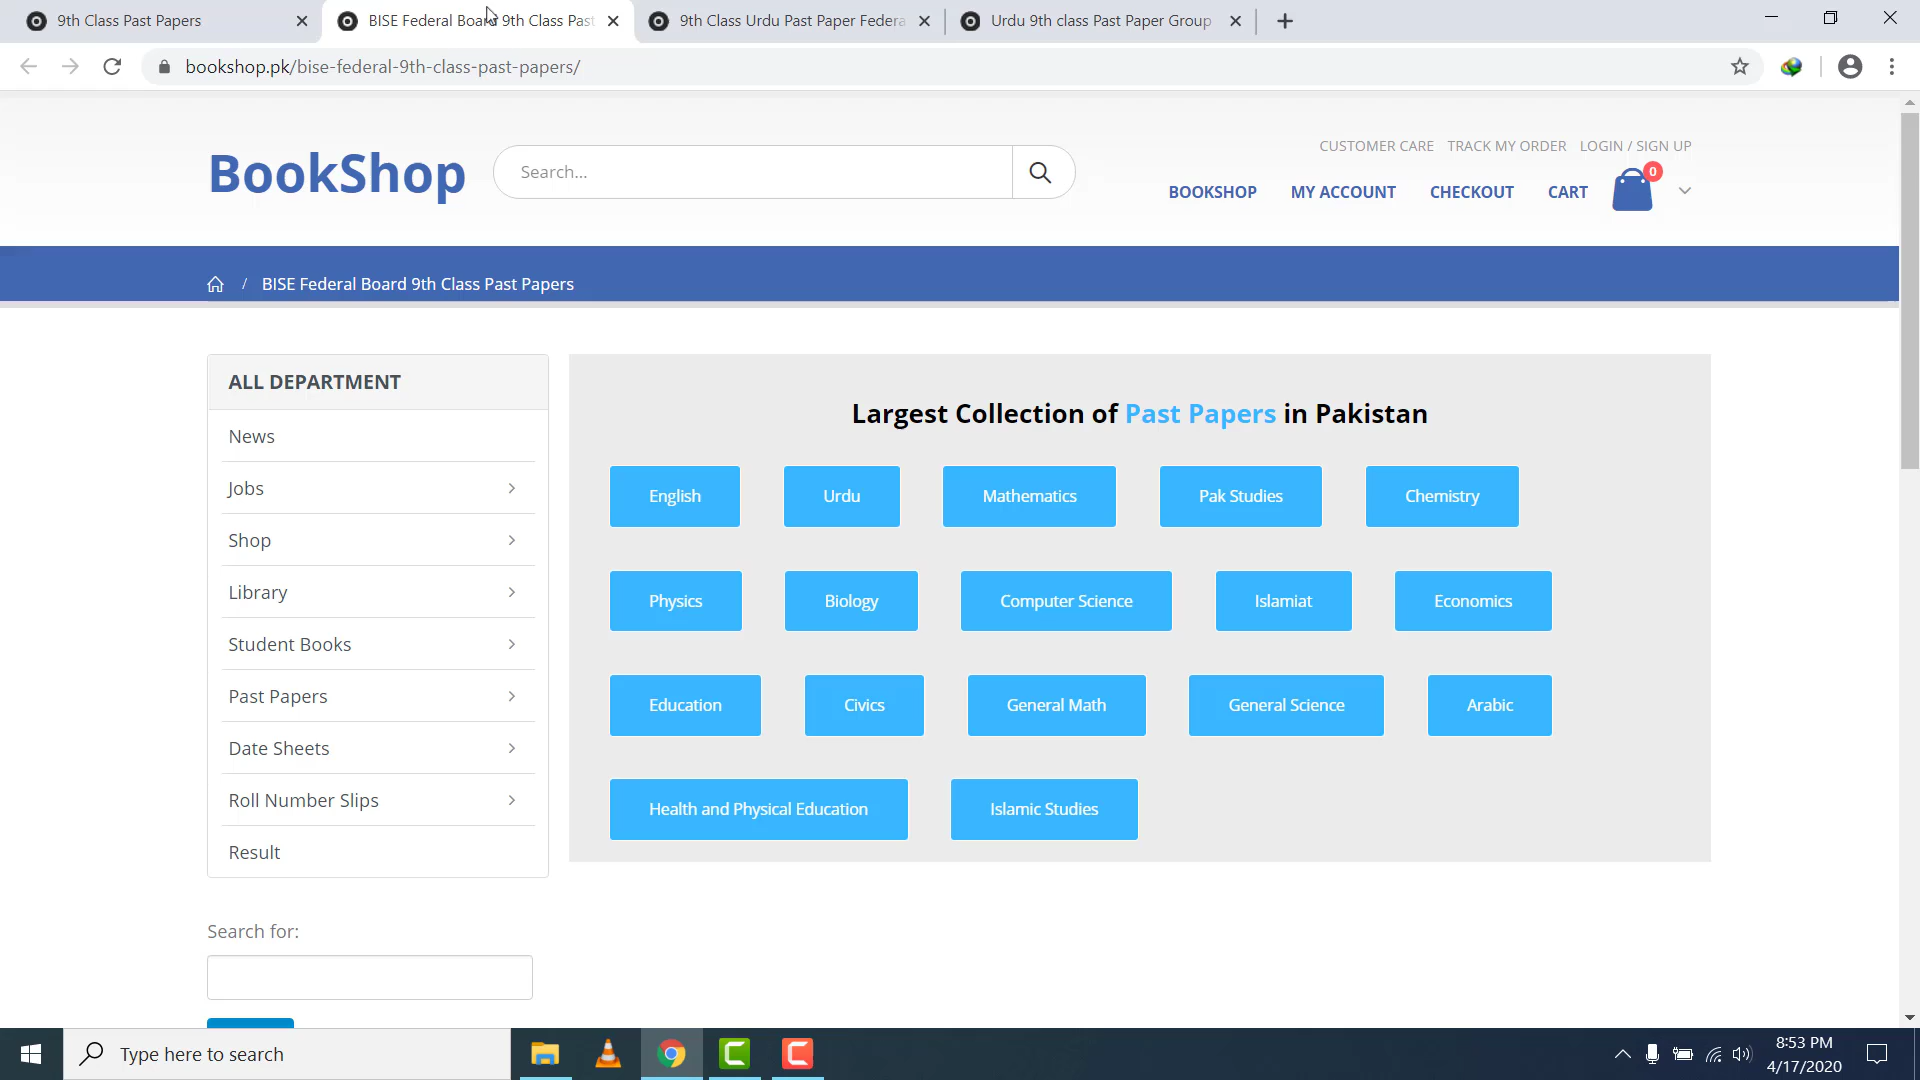 9th Class Past Papers
BISE Federal Board 9th Class Past
9th Class Urdu Past Paper Federa
Urdu 9th class Past Paper Group
bookshop.pk/bise-federal-9th-class-past-papers/
CUSTOMER CARE TRACK MY ORDER LOGIN / SIGN UP
BookShop
Search...
BOOKSHOP MY ACCOUNT CHECKOUT CART 0
/ BISE Federal Board 9th Class Past Papers
ALL DEPARTMENT
News
Jobs
Shop
Library
Student Books
Past Papers
Date Sheets
Roll Number Slips
Result
Search for:
Largest Collection of Past Papers in Pakistan
English Urdu Mathematics Pak Studies Chemistry
Physics Biology Computer Science Islamiat Economics
Education Civics General Math General Science Arabic
Health and Physical Education Islamic Studies
Type here to search
8:53 PM
4/17/2020